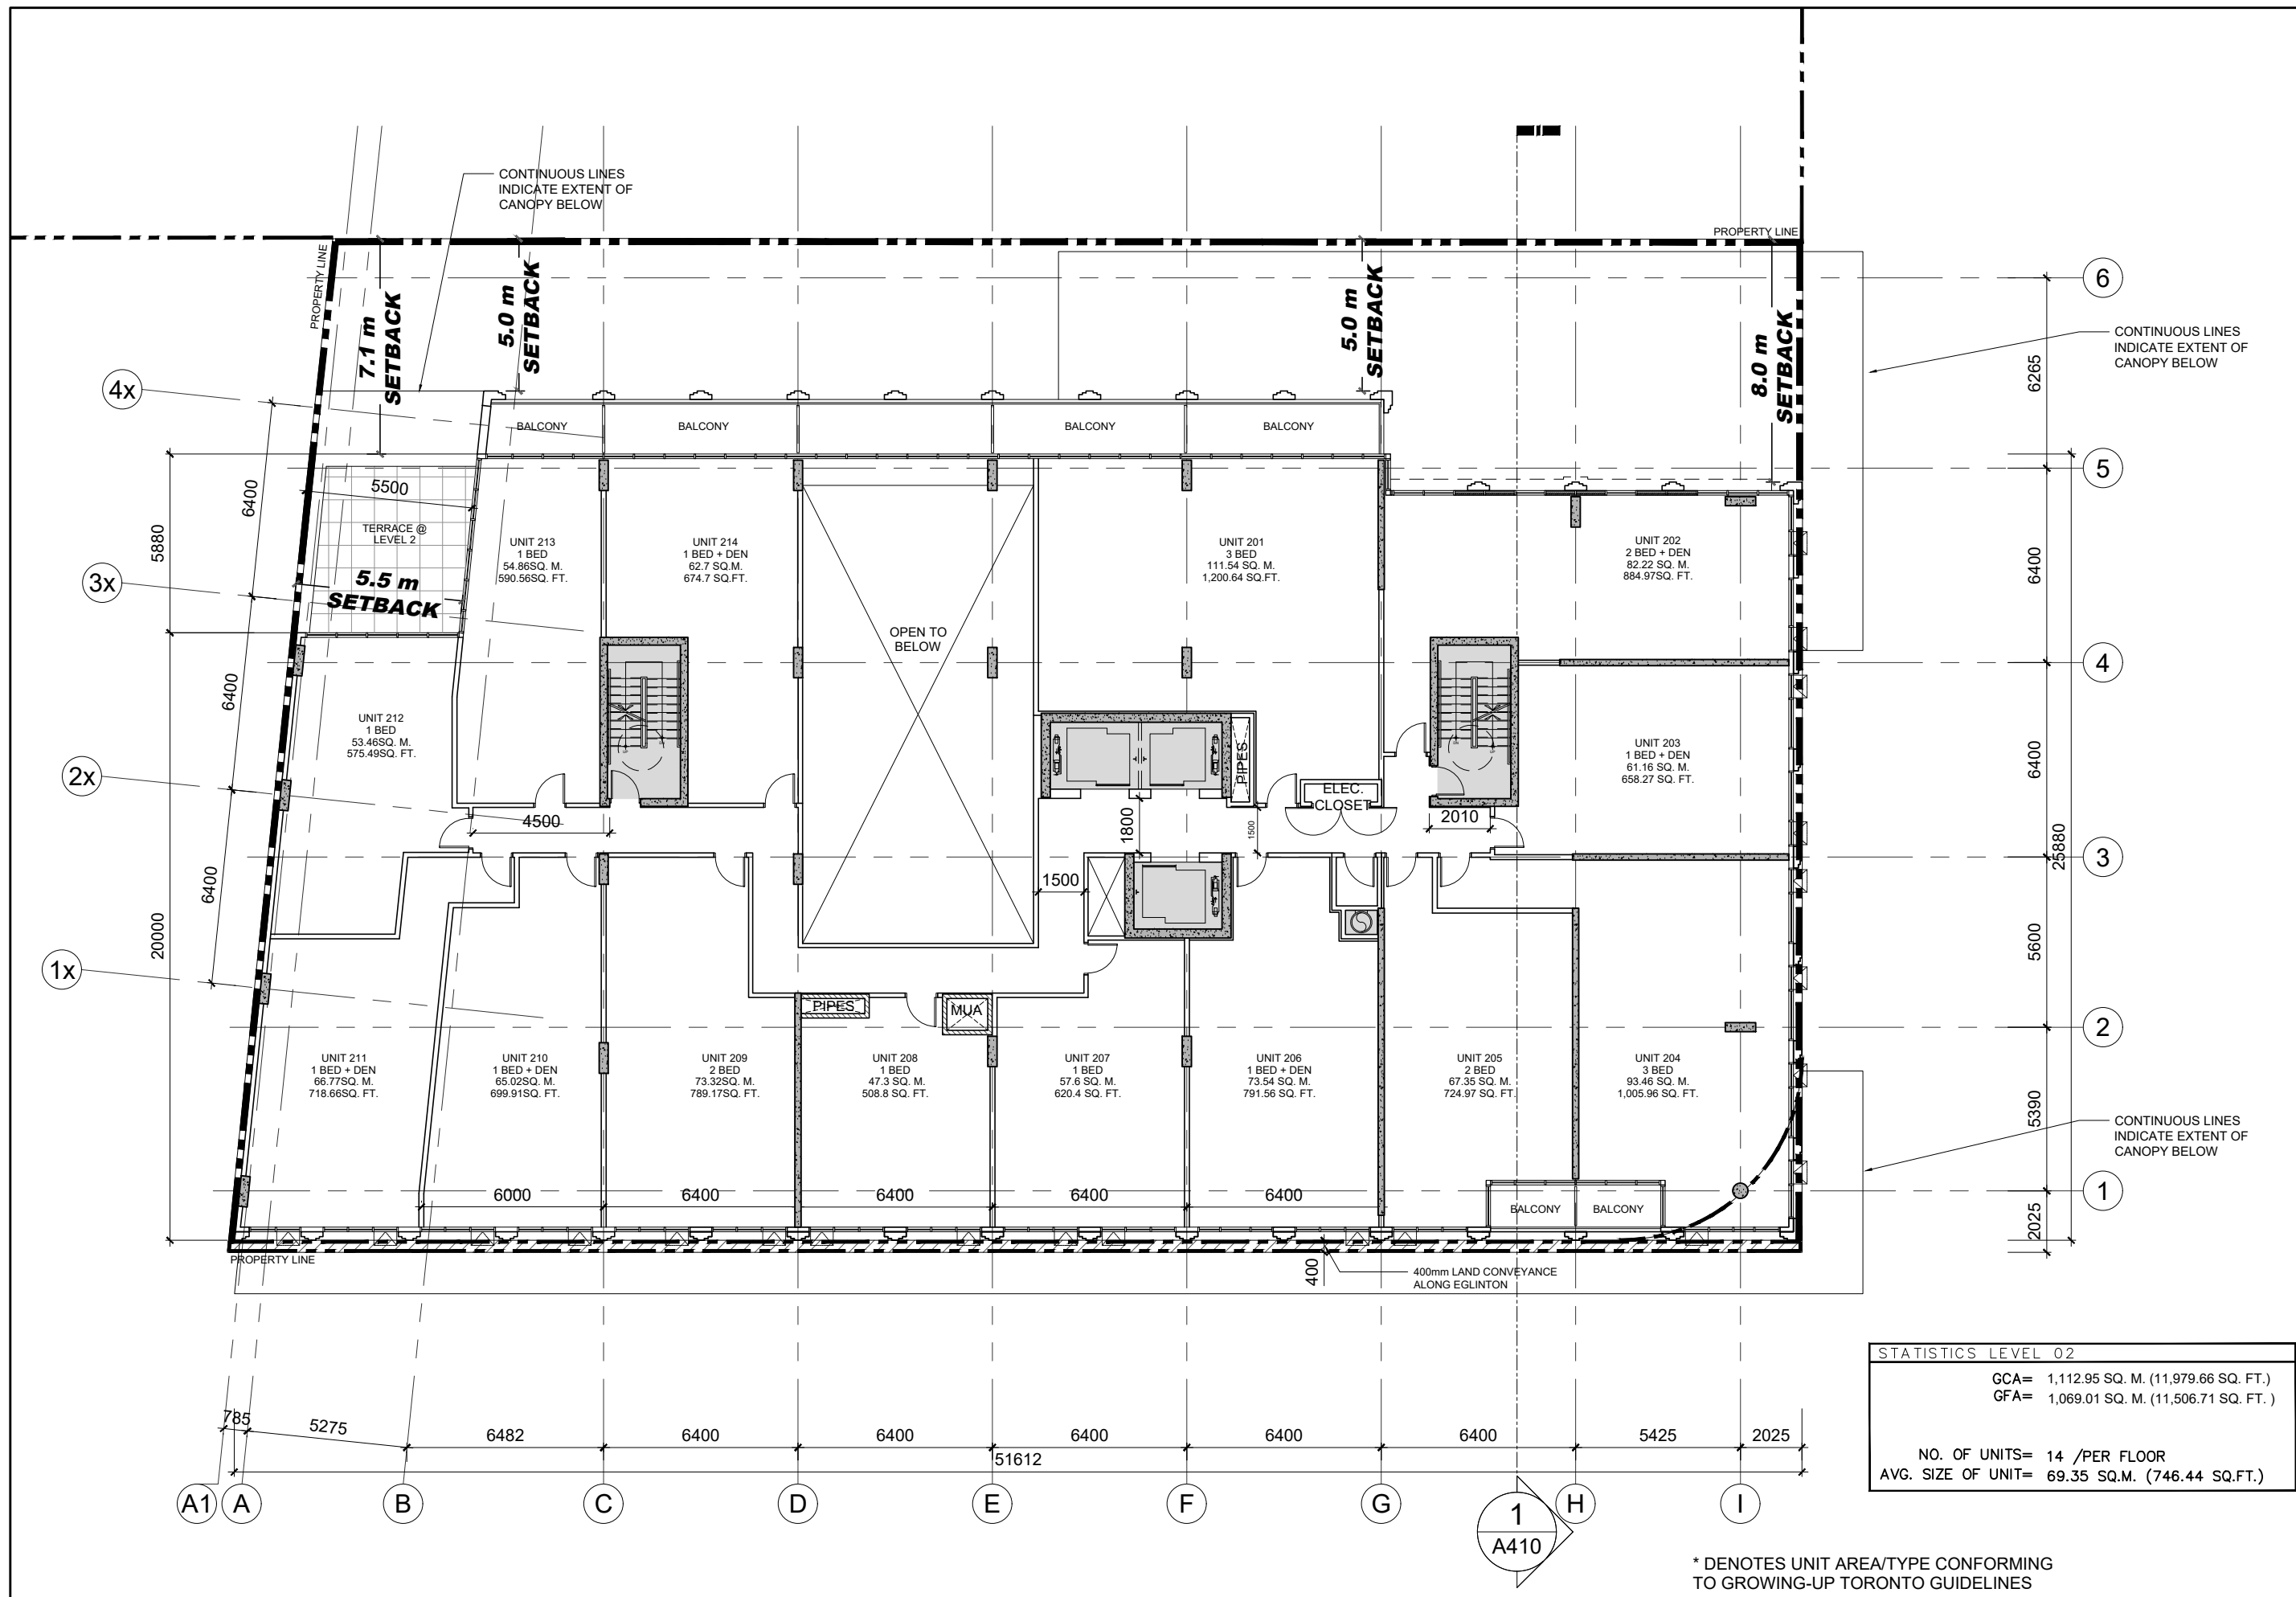 CONTINUOUS LINES
INDICATE EXTENT OF
CANOPY BELOW
PROPERTY LINE
PROPERTY LINE
7.1 m
SETBACK
5.0 m
SETBACK
5.0 m
SETBACK
8.0 m
SETBACK
6
6265
CONTINUOUS LINES
INDICATE EXTENT OF
CANOPY BELOW
4x
BALCONY
BALCONY
BALCONY
BALCONY
5
6400
5500
5880
TERRACE @
LEVEL 2
5.5 m
SETBACK
UNIT 213
1 BED
54.86SQ. M.
590.56SQ. FT.
UNIT 214
1 BED + DEN
62.7 SQ.M.
674.7 SQ.FT.
UNIT 201
3 BED
111.54 SQ. M.
1,200.64 SQ.FT.
UNIT 202
2 BED + DEN
82.22 SQ. M.
884.97SQ. FT.
6400
3x
OPEN TO
BELOW
4
6400
UNIT 212
1 BED
53.46SQ. M.
575.49SQ. FT.
UNIT 203
1 BED + DEN
61.16 SQ. M.
658.27 SQ. FT.
6400
2x
PIPES
ELEC.
CLOSET
4500
1800
1500
2010
3
25880
6400
20000
1500
5600
1x
PIPES
MUA
2
UNIT 211
1 BED + DEN
66.77SQ. M.
718.66SQ. FT.
UNIT 210
1 BED + DEN
65.02SQ. M.
699.91SQ. FT.
UNIT 209
2 BED
73.32SQ. M.
789.17SQ. FT.
UNIT 208
1 BED
47.3 SQ. M.
508.8 SQ. FT.
UNIT 207
1 BED
57.6 SQ. M.
620.4 SQ. FT.
UNIT 206
1 BED + DEN
73.54 SQ. M.
791.56 SQ. FT.
UNIT 205
2 BED
67.35 SQ. M.
724.97 SQ. FT.
UNIT 204
3 BED
93.46 SQ. M.
1,005.96 SQ. FT.
5390
CONTINUOUS LINES
INDICATE EXTENT OF
CANOPY BELOW
6000
6400
6400
6400
6400
1
BALCONY
BALCONY
2025
PROPERTY LINE
400
400mm LAND CONVEYANCE
ALONG EGLINTON
785
5275
6482
6400
6400
6400
6400
6400
5425
2025
51612
A1
A
B
C
D
E
F
G
H
I
1
A410
STATISTICS LEVEL 02
GCA= 1,112.95 SQ. M. (11,979.66 SQ. FT.)
GFA= 1,069.01 SQ. M. (11,506.71 SQ. FT. )
NO. OF UNITS= 14 /PER FLOOR
AVG. SIZE OF UNIT= 69.35 SQ.M. (746.44 SQ.FT.)
* DENOTES UNIT AREA/TYPE CONFORMING
TO GROWING-UP TORONTO GUIDELINES